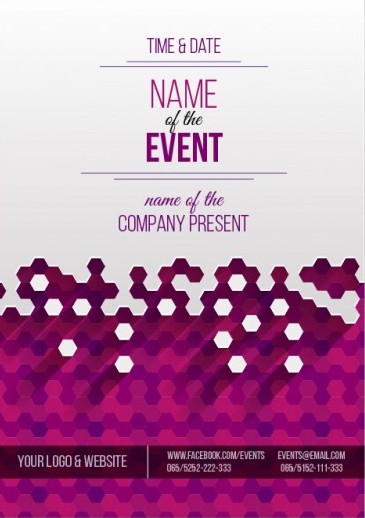 TIME & DATE
NAME
of the
EVENT
name of the
COMPANY PRESENT
YOUR LOGO & WEBSITE
WWW.FACEBOOK.COM/EVENTS EVENTS@EMAIL.COM
065/5252-222-333 065/5152-111-333